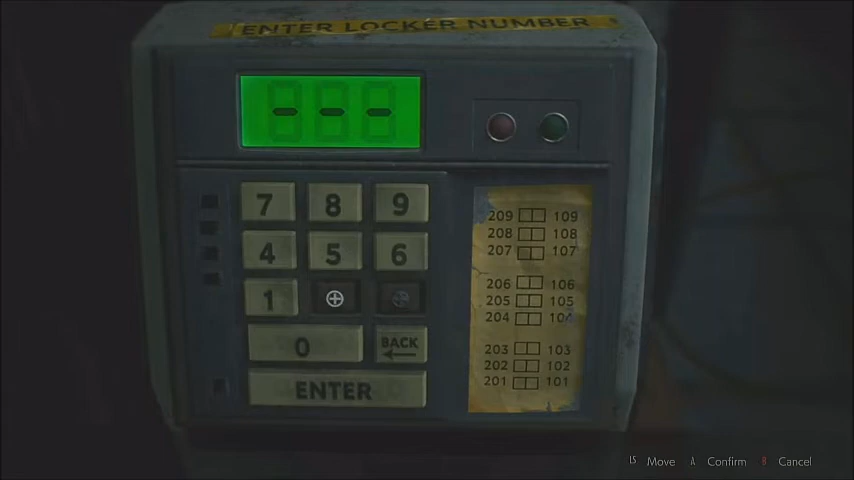 ENTER LOCKER NUMBER
- - -
7 8 9
4 5 6
1
0 BACK
ENTER
209 109
208 108
207 107
206 106
205 105
204 104
203 103
202 102
201 101
LS Move A Confirm B Cancel